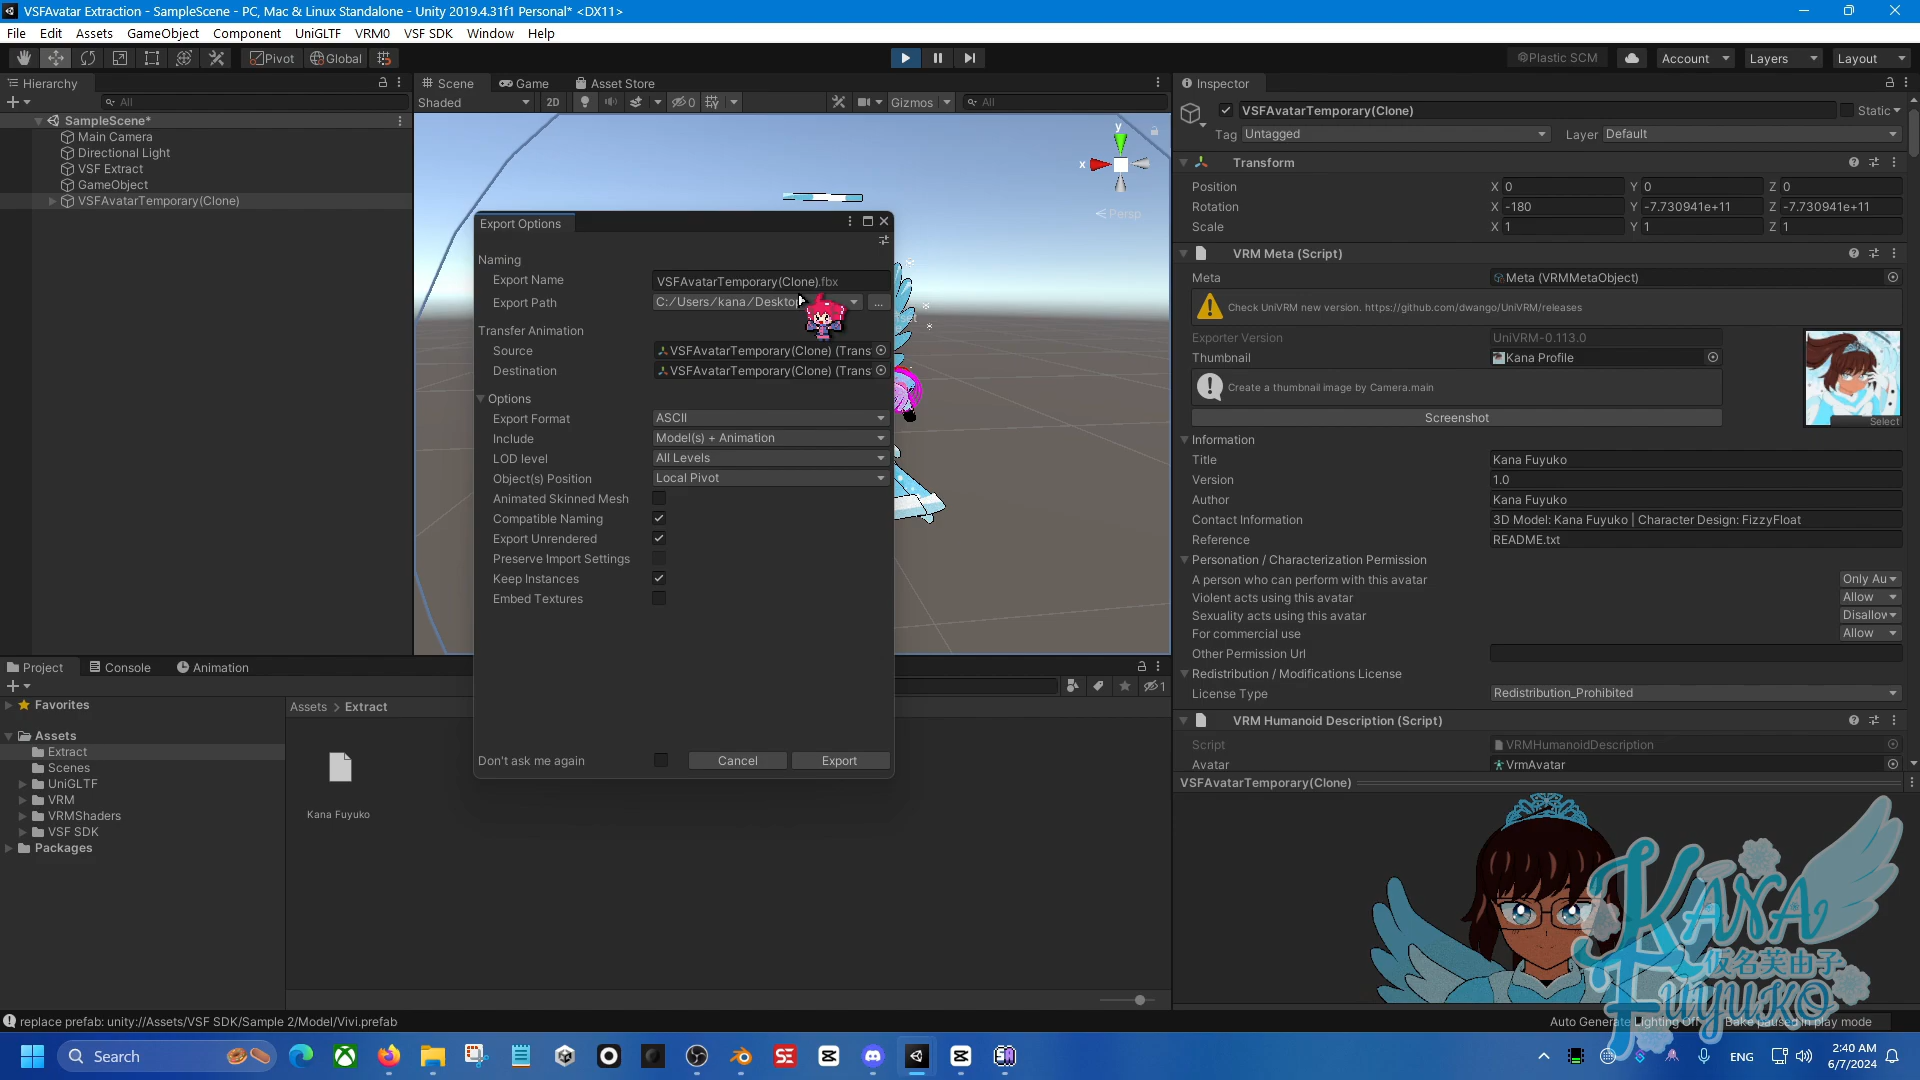 VSFAvatar Extraction - SampleScene - PC, Mac & Linux Standalone - Unity 2019.4.31f1 Personal* <DX11>
File Edit Assets GameObject Component UniGLTF VRM0 VSF SDK Window Help
Pivot Global Plastic SCM Account Layers Layout
Hierarchy
All
SampleScene*
Main Camera
Directional Light
VSF Extract
GameObject
VSFAvatarTemporary(Clone)
Scene Game Asset Store
Shaded 2D 0 Gizmos All
y
x
Persp
Export Options
Naming
Export Name VSFAvatarTemporary(Clone).fbx
Export Path C:/Users/kana/Desktop ...
Transfer Animation
Source VSFAvatarTemporary(Clone) (Trans
Destination VSFAvatarTemporary(Clone) (Trans
Options
Export Format ASCII
Include Model(s) + Animation
LOD level All Levels
Object(s) Position Local Pivot
Animated Skinned Mesh
Compatible Naming
Export Unrendered
Preserve Import Settings
Keep Instances
Embed Textures
Don't ask me again Cancel Export
Inspector
VSFAvatarTemporary(Clone) Static
Tag Untagged Layer Default
Transform
Position X 0 Y 0 Z 0
Rotation X -180 Y -7.730941e+11 Z -7.730941e+11
Scale X 1 Y 1 Z 1
VRM Meta (Script)
Meta Meta (VRMMetaObject)
Check UniVRM new version. https://github.com/dwango/UniVRM/releases
Exporter Version UniVRM-0.113.0
Thumbnail Kana Profile
Create a thumbnail image by Camera.main
Screenshot
Select
Information
Title Kana Fuyuko
Version 1.0
Author Kana Fuyuko
Contact Information 3D Model: Kana Fuyuko | Character Design: FizzyFloat
Reference README.txt
Personation / Characterization Permission
A person who can perform with this avatar Only Au
Violent acts using this avatar Allow
Sexuality acts using this avatar Disallow
For commercial use Allow
Other Permission Url
Redistribution / Modifications License
License Type Redistribution_Prohibited
VRM Humanoid Description (Script)
Script VRMHumanoidDescription
Avatar VrmAvatar
VSFAvatarTemporary(Clone)
Project Console Animation
1
Favorites
Assets
Extract
Scenes
UniGLTF
VRM
VRMShaders
VSF SDK
Packages
Assets > Extract
Kana Fuyuko
KANA
仮名芙由子
FUYUKO
replace prefab: unity://Assets/VSF SDK/Sample 2/Model/Vivi.prefab
Auto Generate Lighting Off Bake paused in play mode
Search
SE
ENG
2:40 AM
6/7/2024